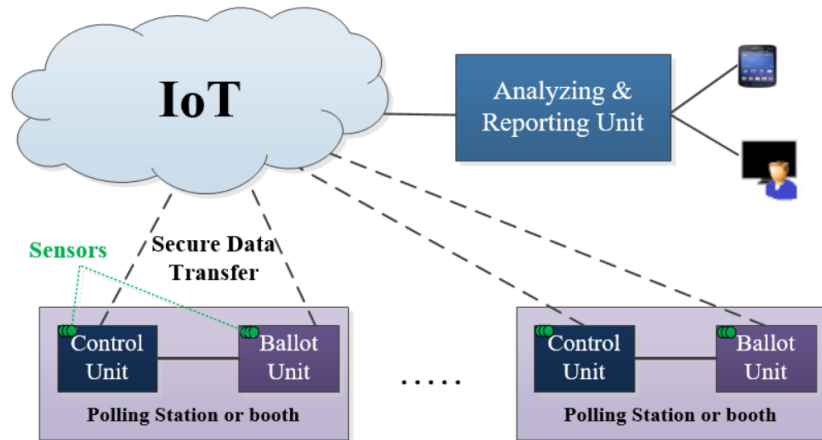 IoT
Analyzing &
Reporting Unit
Sensors
Secure Data
Transfer
Control
Unit
Ballot
Unit
Polling Station or booth
.....
Control
Unit
Ballot
Unit
Polling Station or booth